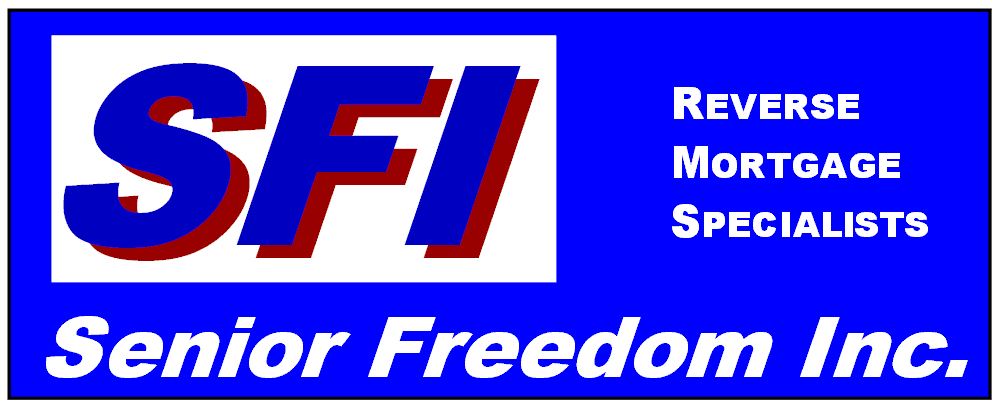 SFI
REVERSE
MORTGAGE
SPECIALISTS
Senior Freedom Inc.